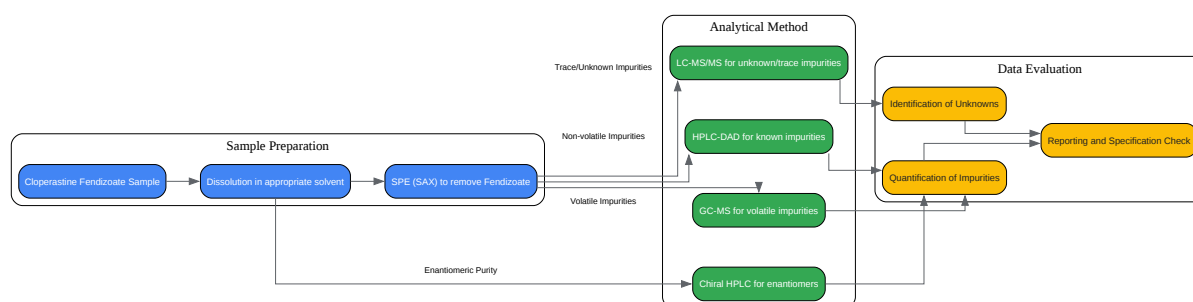 Analytical Method
Trace/Unknown Impurities
LC-MS/MS for unknown/trace impurities
Data Evaluation
Identification of Unknowns
Non-volatile Impurities
HPLC-DAD for known impurities
Reporting and Specification Check
Sample Preparation
Cloperastine Fendizoate Sample
Dissolution in appropriate solvent
SPE (SAX) to remove Fendizoate
Quantification of Impurities
Volatile Impurities
GC-MS for volatile impurities
Enantiomeric Purity
Chiral HPLC for enantiomers